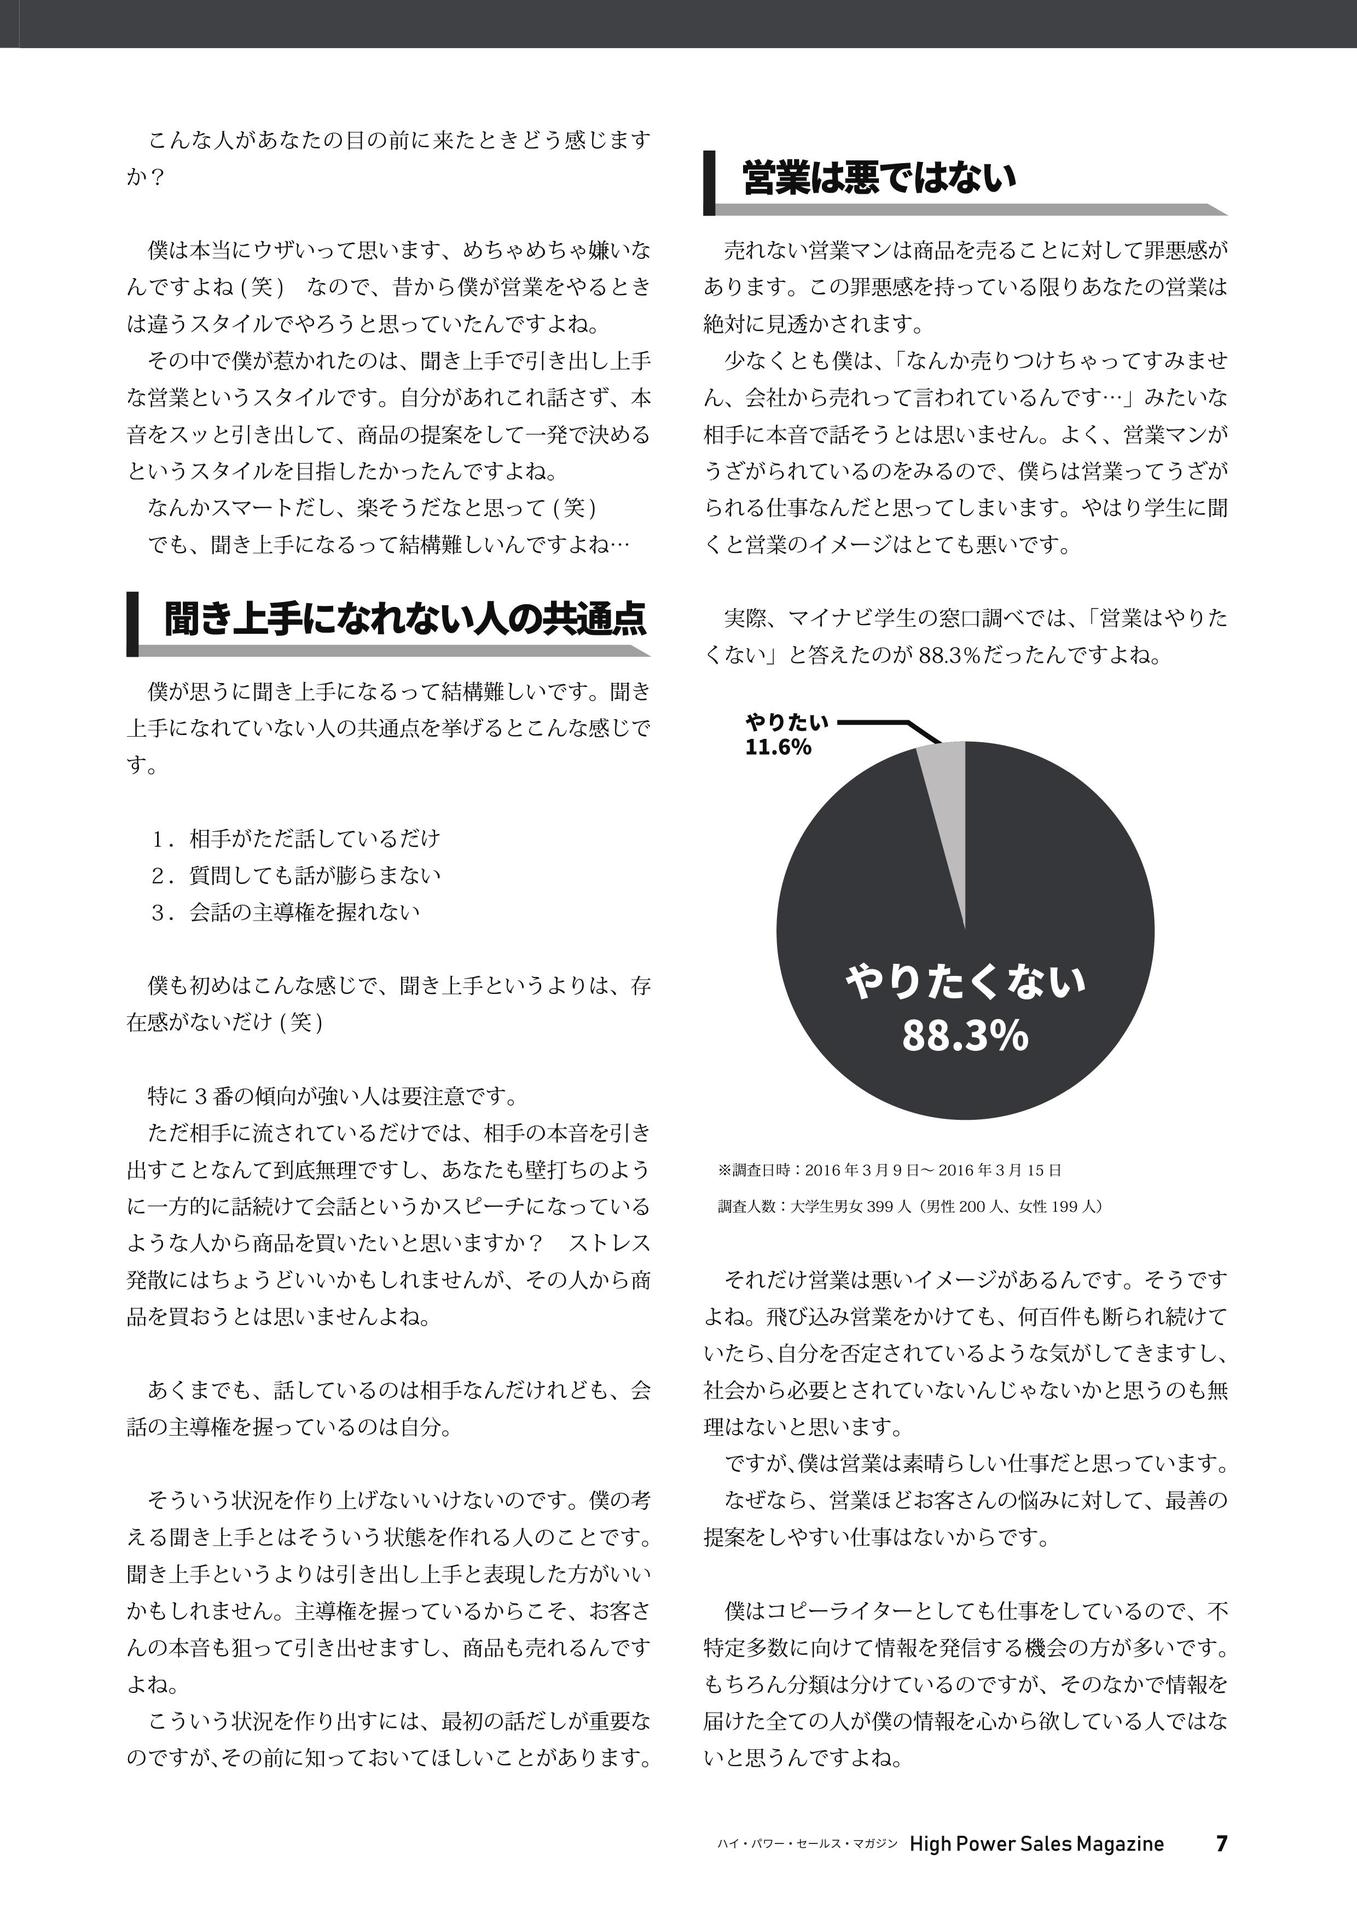 こんな人があなたの目の前に来たときどう感じます
か？
僕は本当にウザいって思います、めちゃめちゃ嫌いな
んですよね ( 笑 )　なので、昔から僕が営業をやるとき
は違うスタイルでやろうと思っていたんですよね。
その中で僕が惹かれたのは、聞き上手で引き出し上手
な営業というスタイルです。自分があれこれ話さず、本
音をスッと引き出して、商品の提案をして一発で決める
というスタイルを目指したかったんですよね。
なんかスマートだし、楽そうだなと思って ( 笑 )
でも、聞き上手になるって結構難しいんですよね…
聞き上手になれない人の共通点
僕が思うに聞き上手になるって結構難しいです。聞き
上手になれていない人の共通点を挙げるとこんな感じで
す。
１．相手がただ話しているだけ
２．質問しても話が膨らまない
３．会話の主導権を握れない
僕も初めはこんな感じで、聞き上手というよりは、存
在感がないだけ ( 笑 )
特に 3 番の傾向が強い人は要注意です。
ただ相手に流されているだけでは、相手の本音を引き
出すことなんて到底無理ですし、あなたも壁打ちのよう
に一方的に話続けて会話というかスピーチになっている
ような人から商品を買いたいと思いますか？　ストレス
発散にはちょうどいいかもしれませんが、その人から商
品を買おうとは思いませんよね。
あくまでも、話しているのは相手なんだけれども、会
話の主導権を握っているのは自分。
そういう状況を作り上げないいけないのです。僕の考
える聞き上手とはそういう状態を作れる人のことです。
聞き上手というよりは引き出し上手と表現した方がいい
かもしれません。主導権を握っているからこそ、お客さ
んの本音も狙って引き出せますし、商品も売れるんです
よね。
こういう状況を作り出すには、最初の話だしが重要な
のですが、その前に知っておいてほしいことがあります。
営業は悪ではない
売れない営業マンは商品を売ることに対して罪悪感が
あります。この罪悪感を持っている限りあなたの営業は
絶対に見透かされます。
少なくとも僕は、「なんか売りつけちゃってすみませ
ん、会社から売れって言われているんです…」みたいな
相手に本音で話そうとは思いません。よく、営業マンが
うざがられているのをみるので、僕らは営業ってうざが
られる仕事なんだと思ってしまいます。やはり学生に聞
くと営業のイメージはとても悪いです。
実際、マイナビ学生の窓口調べでは、「営業はやりた
くない」と答えたのが 88.3％だったんですよね。
やりたい
11.6%
やりたくない
88.3%
※調査日時：2016 年 3 月 9 日～ 2016 年 3 月 15 日
調査人数：大学生男女 399 人（男性 200 人、女性 199 人）
それだけ営業は悪いイメージがあるんです。そうです
よね。飛び込み営業をかけても、何百件も断られ続けて
いたら、自分を否定されているような気がしてきますし、
社会から必要とされていないんじゃないかと思うのも無
理はないと思います。
ですが、僕は営業は素晴らしい仕事だと思っています。
なぜなら、営業ほどお客さんの悩みに対して、最善の
提案をしやすい仕事はないからです。
僕はコピーライターとしても仕事をしているので、不
特定多数に向けて情報を発信する機会の方が多いです。
もちろん分類は分けているのですが、そのなかで情報を
届けた全ての人が僕の情報を心から欲している人ではな
いと思うんですよね。
ハイ・パワー・セールス・マガジン High Power Sales Magazine 7